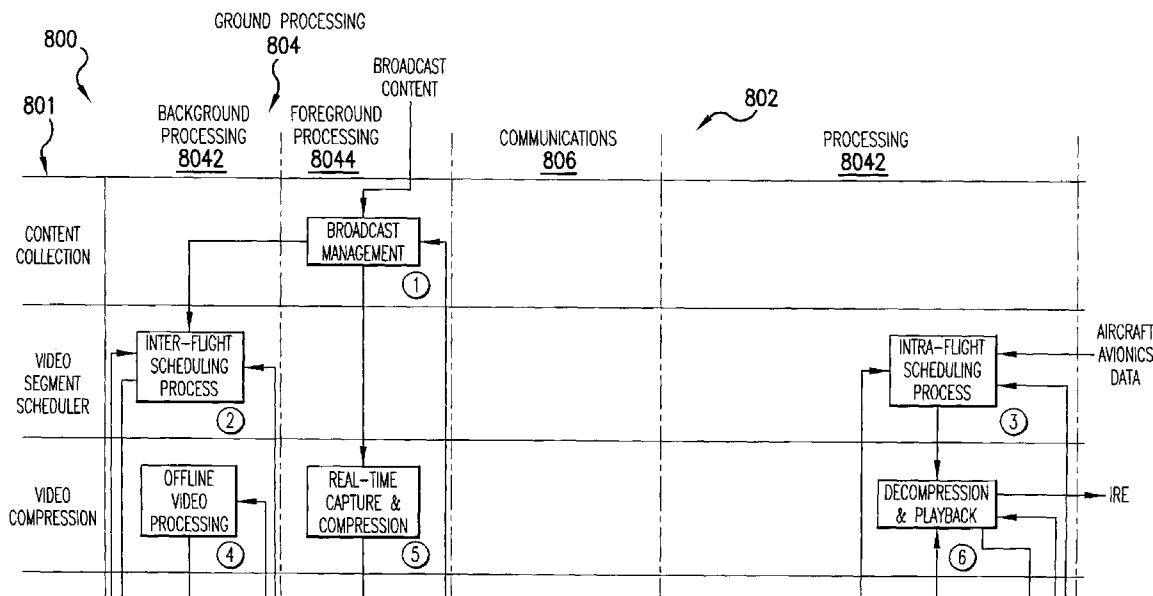 GROUND PROCESSING
804
800
BROADCAST
CONTENT
801
802
BACKGROUND
PROCESSING
8042
FOREGROUND
PROCESSING
8044
COMMUNICATIONS
806
PROCESSING
8042
CONTENT
COLLECTION
BROADCAST
MANAGEMENT
1
VIDEO
SEGMENT
SCHEDULER
INTER-FLIGHT
SCHEDULING
PROCESS
2
INTRA-FLIGHT
SCHEDULING
PROCESS
3
AIRCRAFT
AVIONICS
DATA
VIDEO
COMPRESSION
OFFLINE
VIDEO
PROCESSING
4
REAL-TIME
CAPTURE &
COMPRESSION
5
DECOMPRESSION
& PLAYBACK
6
IRE